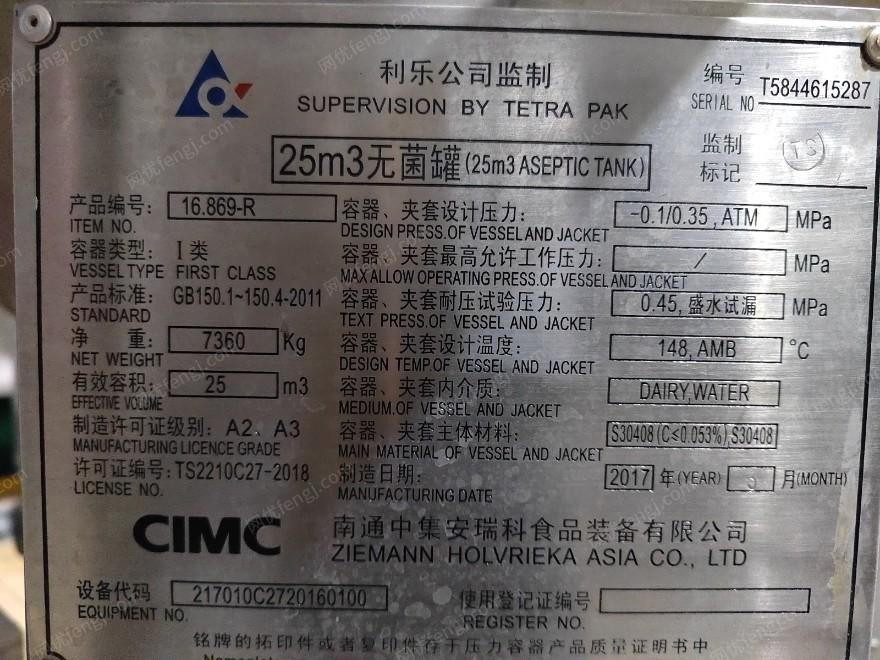 利乐公司监制
SUPERVISION BY TETRA PAK
编号
SERIAL NO
T5844615287
监制
标记
TS
25m3无菌罐(25m3 ASEPTIC TANK)
产品编号: 16.869-R
ITEM NO.
容器类型: I类
VESSEL TYPE FIRST CLASS
产品标准: GB150.1~150.4-2011
STANDARD
净 重: 7360 Kg
NET WEIGHT
有效容积: 25 m3
EFFECTIVE VOLUME
制造许可证级别: A2、A3
MANUFACTURING LICENCE GRADE
许可证编号: TS2210C27-2018
LICENSE NO.
容器、夹套设计压力: -0.1/0.35,ATM MPa
DESIGN PRESS.OF VESSEL AND JACKET
容器、夹套最高允许工作压力: / MPa
MAX ALLOW OPERATING PRESS.OF VESSEL AND JACKET
容器、夹套耐压试验压力: 0.45,盛水试漏 MPa
TEXT PRESS.OF VESSEL AND JACKET
容器、夹套设计温度: 148,AMB °C
DESIGN TEMP.OF VESSEL AND JACKET
容器、夹套内介质: DAIRY,WATER
MEDIUM.OF VESSEL AND JACKET
容器、夹套主体材料: S30408(C≤0.053%),S30408
MAIN MATERIAL OF VESSEL AND JACKET
制造日期: 2017 年(YEAR) 月(MONTH)
MANUFACTURING DATE
CIMC
南通中集安瑞科食品装备有限公司
ZIEMANN HOLVRIEKA ASIA CO., LTD
设备代码 217010C2720160100
EQUIPMENT NO.
使用登记证编号
REGISTER NO.
铭牌的拓印件或者复印件存于压力容器产品质量证明书中